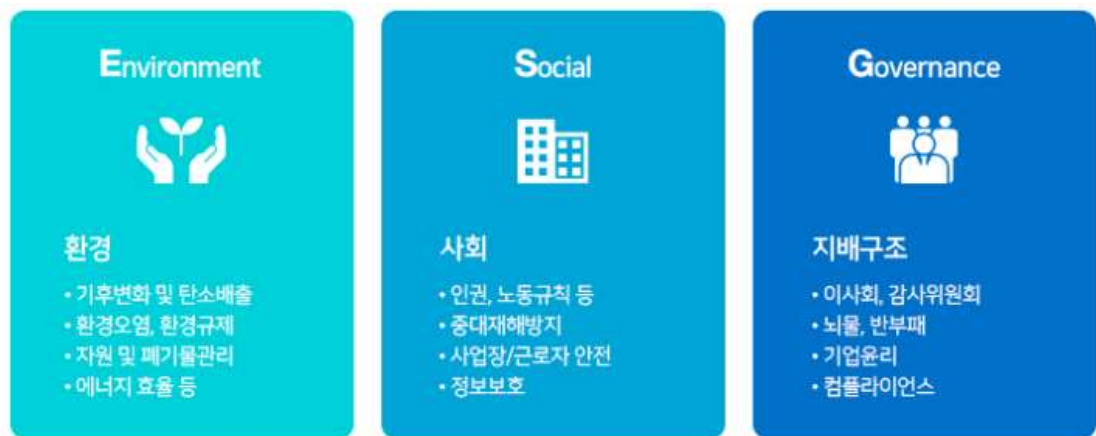 Environment
환경
• 기후변화 및 탄소배출
• 환경오염, 환경규제
• 자원 및 폐기물관리
• 에너지 효율 등
Social
사회
• 인권, 노동규칙 등
• 중대재해방지
• 사업장/근로자 안전
• 정보보호
Governance
지배구조
• 이사회, 감사위원회
• 뇌물, 반부패
• 기업윤리
• 컴플라이언스